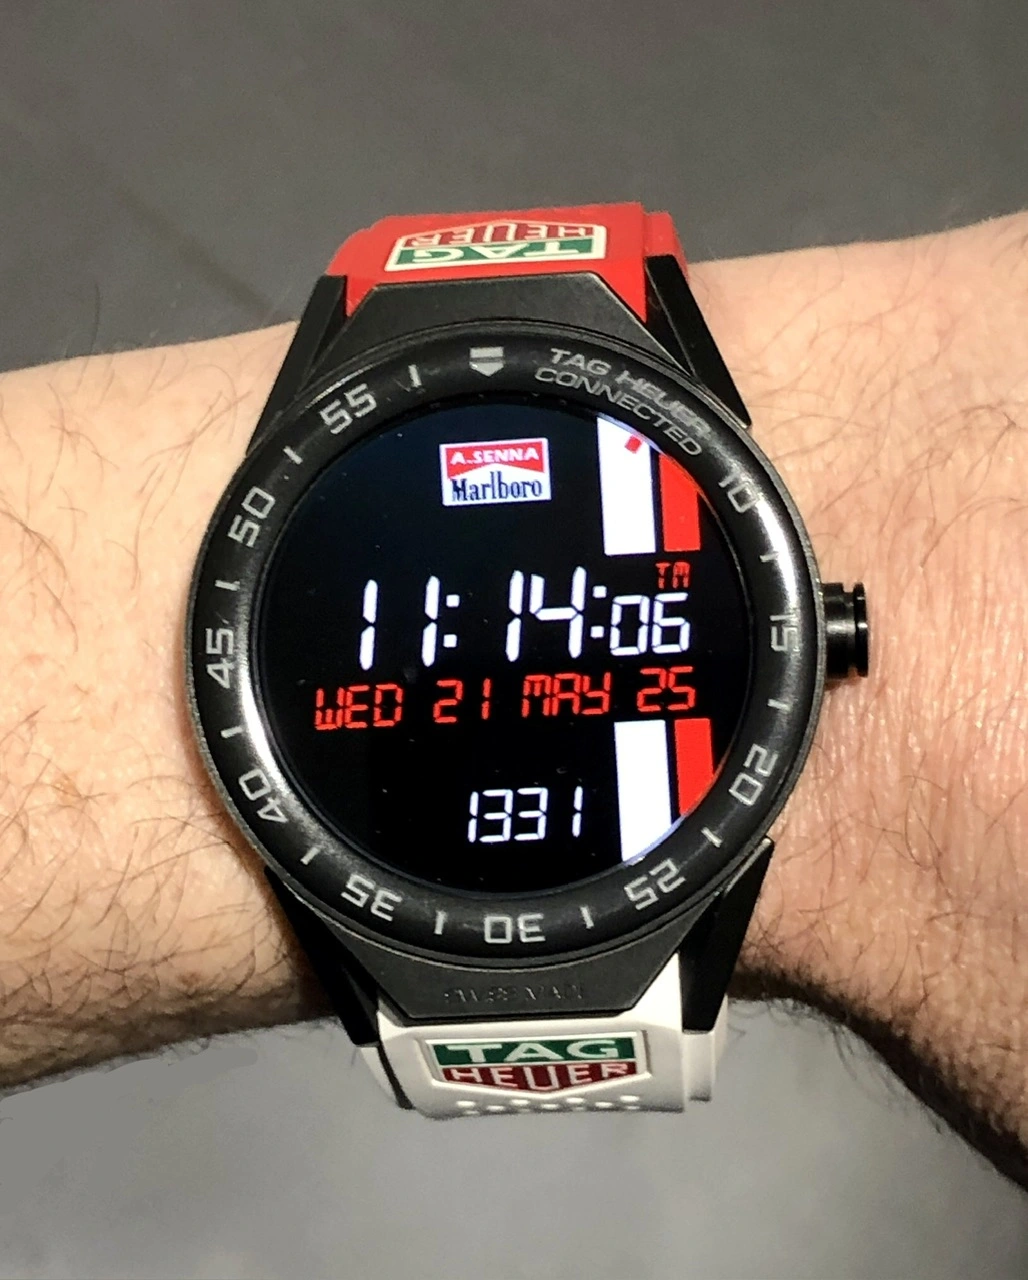 TAG
HEUER
TAG HEUER
CONNECTED
55
50
45
40
35
30
25
20
15
10
A.SENNA
Marlboro
TM
11:14:06
WED 21 MAY 25
1331
TAG
HEUER